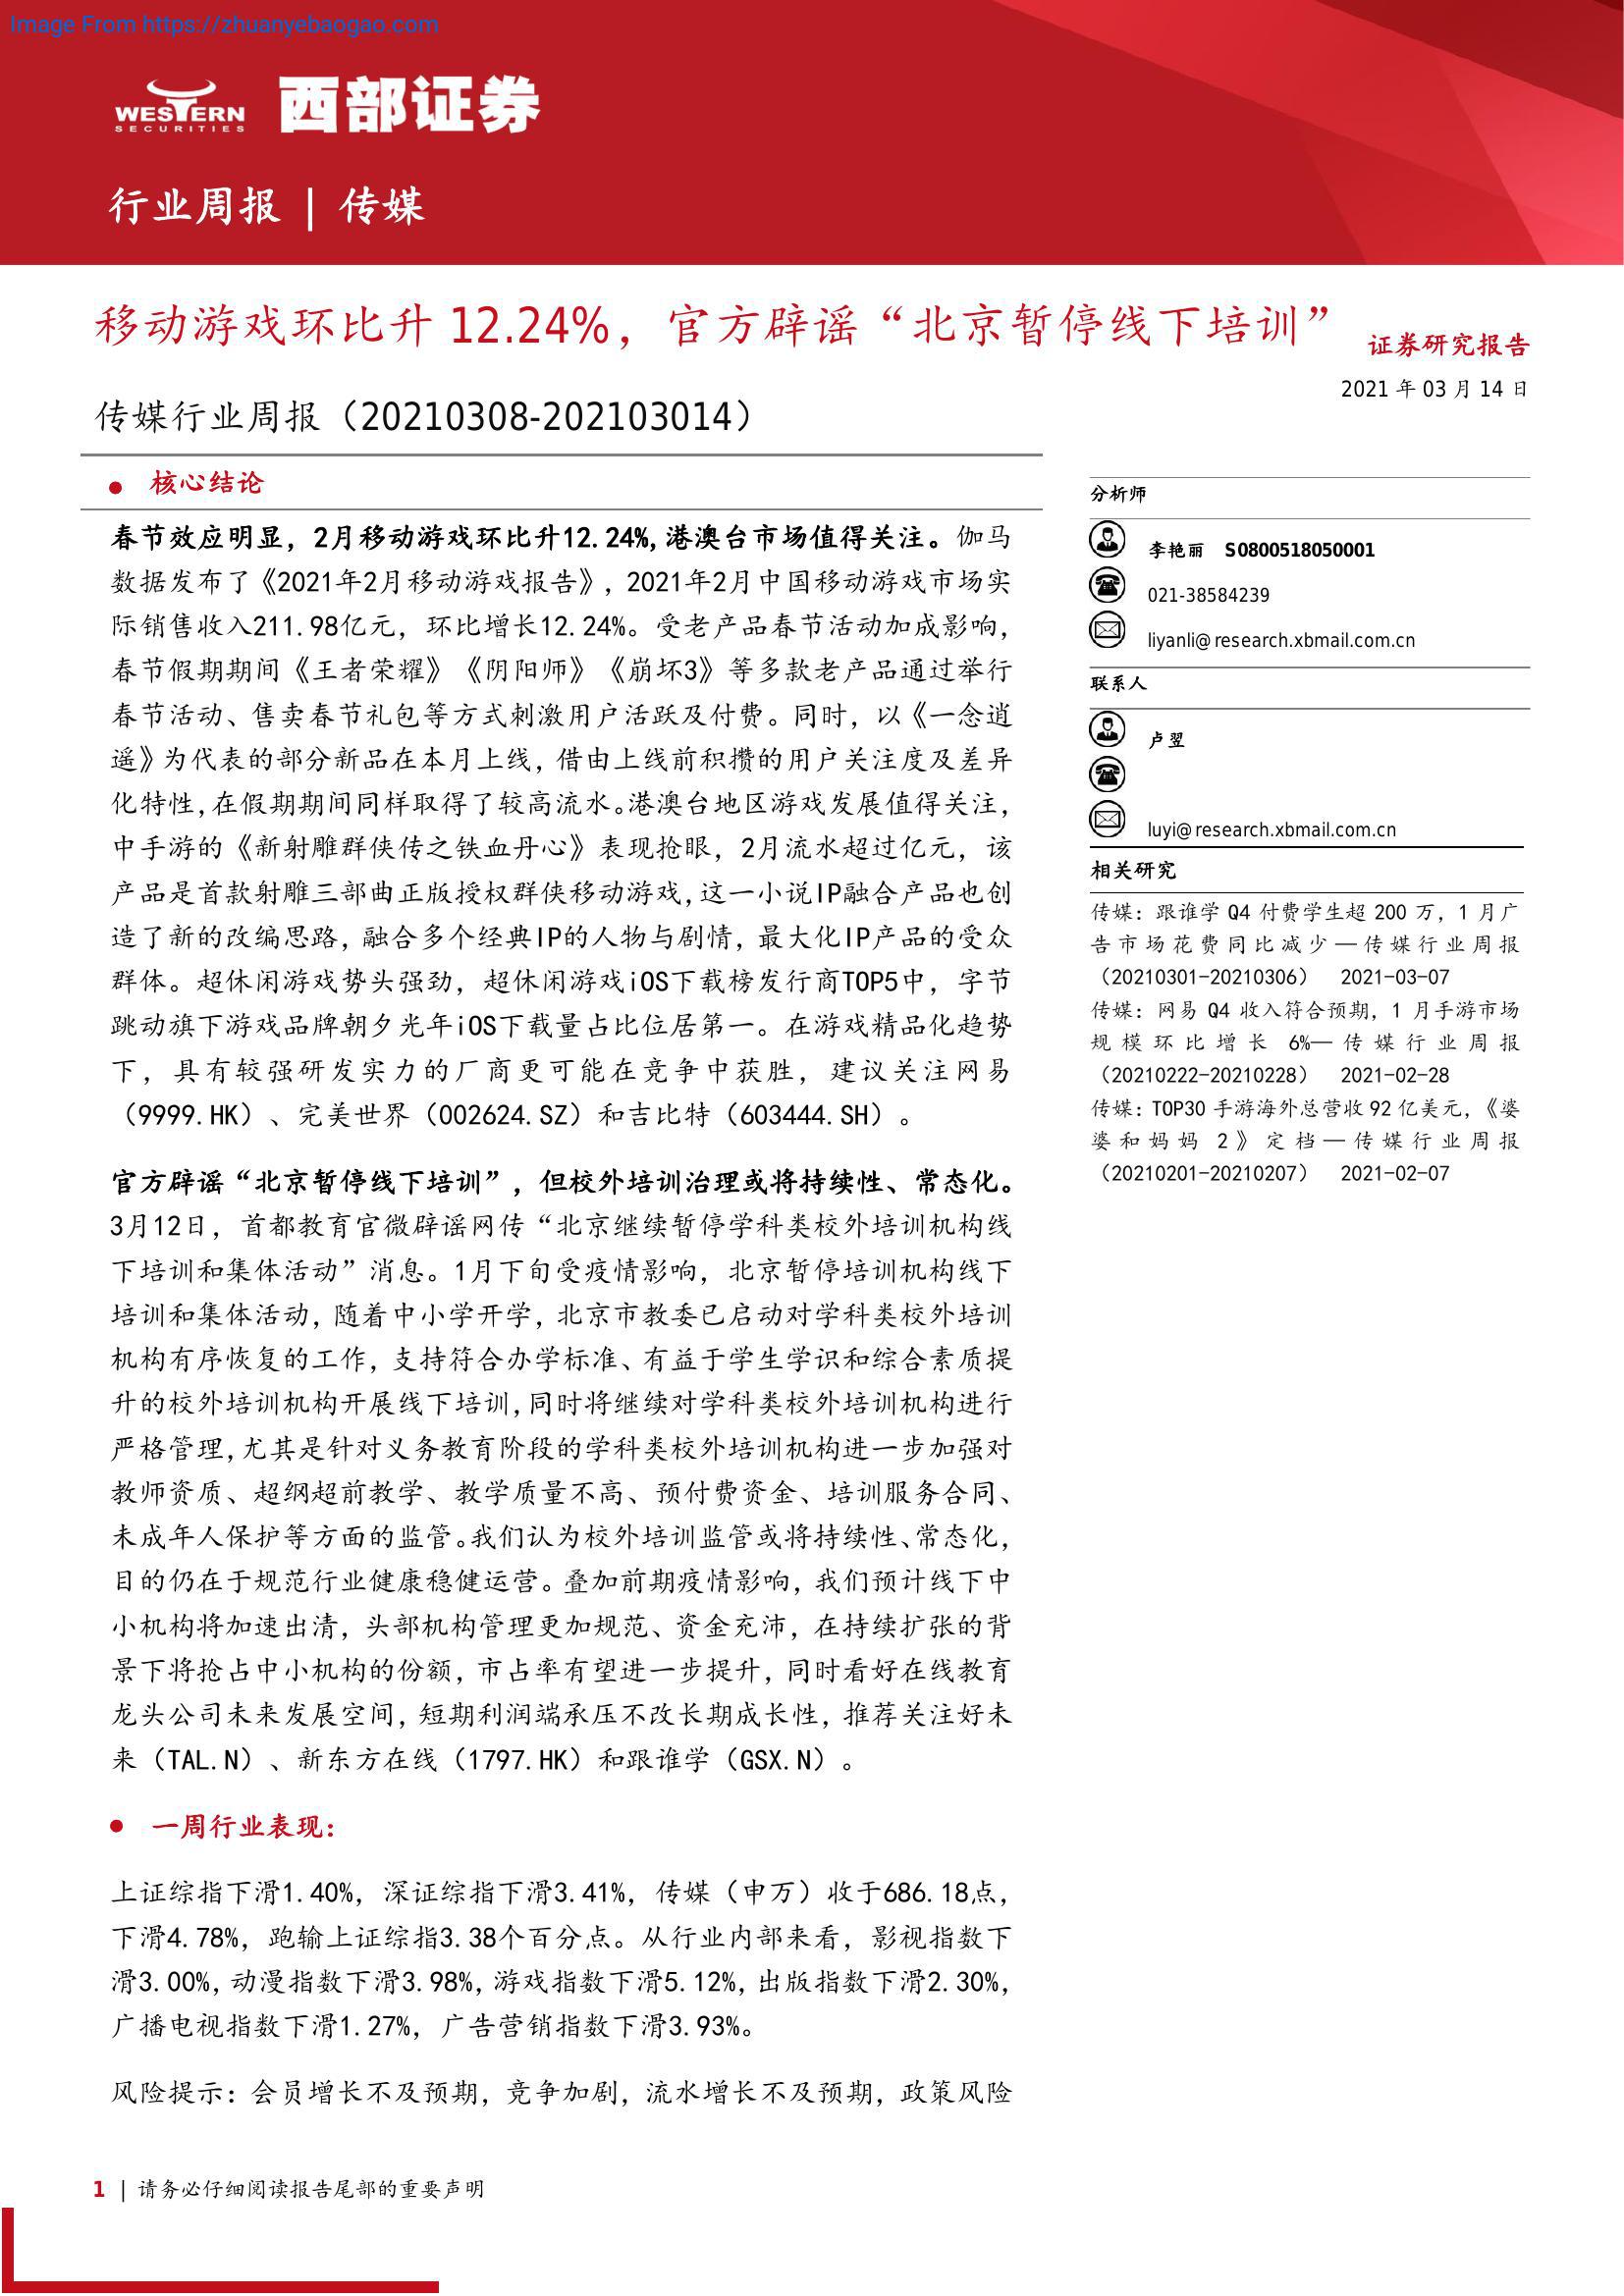 Image From https://zhuanyebaogao.com
WESTERN
SECURITIES
西部证券
行业周报 | 传媒
移动游戏环比升 12.24%，官方辟谣“北京暂停线下培训”
证券研究报告
2021 年 03 月 14 日
传媒行业周报（20210308-202103014）
● 核心结论
春节效应明显，2月移动游戏环比升12.24%,港澳台市场值得关注。伽马
数据发布了《2021年2月移动游戏报告》，2021年2月中国移动游戏市场实
际销售收入211.98亿元，环比增长12.24%。受老产品春节活动加成影响，
春节假期期间《王者荣耀》《阴阳师》《崩坏3》等多款老产品通过举行
春节活动、售卖春节礼包等方式刺激用户活跃及付费。同时，以《一念逍
遥》为代表的部分新品在本月上线，借由上线前积攒的用户关注度及差异
化特性，在假期期间同样取得了较高流水。港澳台地区游戏发展值得关注，
中手游的《新射雕群侠传之铁血丹心》表现抢眼，2月流水超过亿元，该
产品是首款射雕三部曲正版授权群侠移动游戏，这一小说IP融合产品也创
造了新的改编思路，融合多个经典IP的人物与剧情，最大化IP产品的受众
群体。超休闲游戏势头强劲，超休闲游戏iOS下载榜发行商TOP5中，字节
跳动旗下游戏品牌朝夕光年iOS下载量占比位居第一。在游戏精品化趋势
下，具有较强研发实力的厂商更可能在竞争中获胜，建议关注网易
（9999.HK）、完美世界（002624.SZ）和吉比特（603444.SH）。
官方辟谣“北京暂停线下培训”，但校外培训治理或将持续性、常态化。
3月12日，首都教育官微辟谣网传“北京继续暂停学科类校外培训机构线
下培训和集体活动”消息。1月下旬受疫情影响，北京暂停培训机构线下
培训和集体活动，随着中小学开学，北京市教委已启动对学科类校外培训
机构有序恢复的工作，支持符合办学标准、有益于学生学识和综合素质提
升的校外培训机构开展线下培训，同时将继续对学科类校外培训机构进行
严格管理，尤其是针对义务教育阶段的学科类校外培训机构进一步加强对
教师资质、超纲超前教学、教学质量不高、预付费资金、培训服务合同、
未成年人保护等方面的监管。我们认为校外培训监管或将持续性、常态化，
目的仍在于规范行业健康稳健运营。叠加前期疫情影响，我们预计线下中
小机构将加速出清，头部机构管理更加规范、资金充沛，在持续扩张的背
景下将抢占中小机构的份额，市占率有望进一步提升，同时看好在线教育
龙头公司未来发展空间，短期利润端承压不改长期成长性，推荐关注好未
来（TAL.N）、新东方在线（1797.HK）和跟谁学（GSX.N）。
● 一周行业表现：
上证综指下滑1.40%，深证综指下滑3.41%，传媒（申万）收于686.18点，
下滑4.78%，跑输上证综指3.38个百分点。从行业内部来看，影视指数下
滑3.00%，动漫指数下滑3.98%，游戏指数下滑5.12%，出版指数下滑2.30%，
广播电视指数下滑1.27%，广告营销指数下滑3.93%。
风险提示：会员增长不及预期，竞争加剧，流水增长不及预期，政策风险
分析师
李艳丽 S0800518050001
021-38584239
liyanli@research.xbmail.com.cn
联系人
卢翌
luyi@research.xbmail.com.cn
相关研究
传媒：跟谁学 Q4 付费学生超 200 万，1 月广
告市场花费同比减少—传媒行业周报
（20210301-20210306） 2021-03-07
传媒：网易 Q4 收入符合预期，1 月手游市场
规模环比增长 6%—传媒行业周报
（20210222-20210228） 2021-02-28
传媒：TOP30 手游海外总营收 92 亿美元，《婆
婆和妈妈 2》定档—传媒行业周报
（20210201-20210207） 2021-02-07
1 | 请务必仔细阅读报告尾部的重要声明